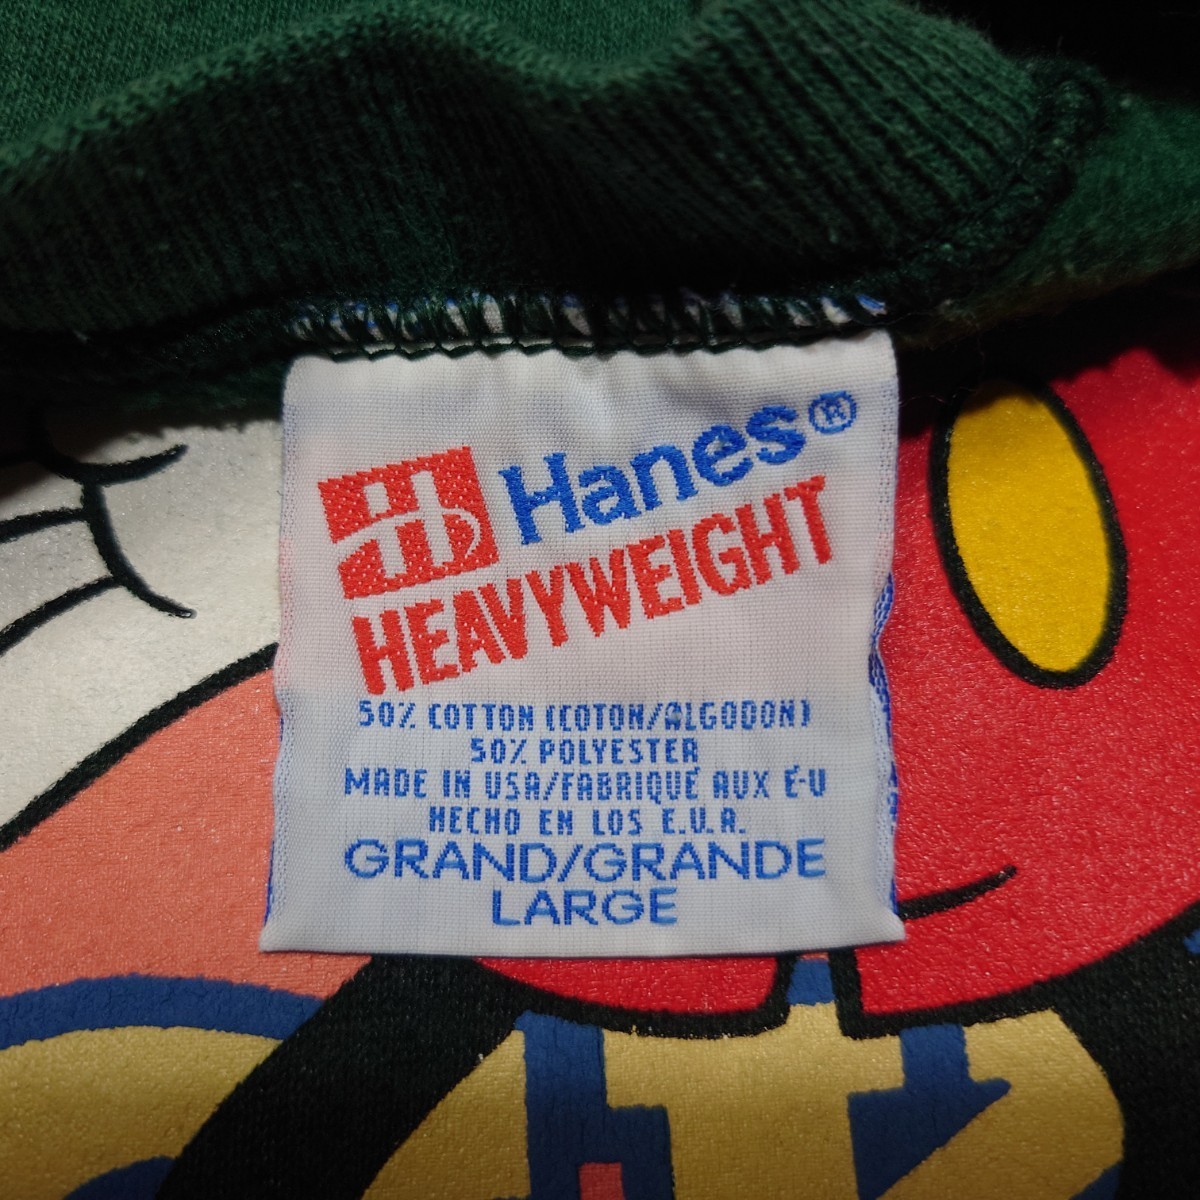 Hanes®
HEAVYWEIGHT
50% COTTON (COTON/ALGODON)
50% POLYESTER
MADE IN USA/FABRIQUÉ AUX É-U
HECHO EN LOS E.U.A.
GRAND/GRANDE
LARGE